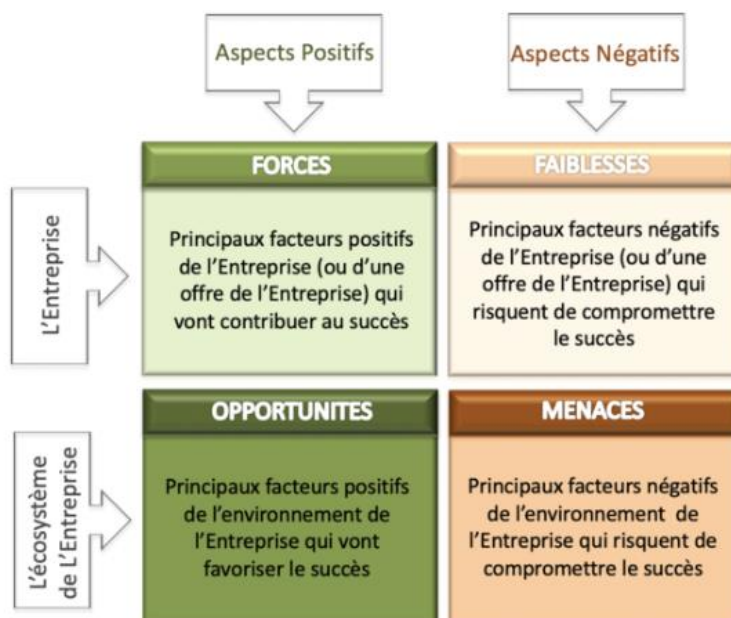 Aspects Positifs
Aspects Négatifs
L'Entreprise
FORCES
Principaux facteurs positifs
de l'Entreprise (ou d'une
offre de l'Entreprise) qui
vont contribuer au succès
FAIBLESSES
Principaux facteurs négatifs
de l'Entreprise (ou d'une
offre de l'Entreprise) qui
risquent de compromettre
le succès
L'écosystème
de L'Entreprise
OPPORTUNITES
Principaux facteurs positifs
de l'environnement de
l'Entreprise qui vont
favoriser le succès
MENACES
Principaux facteurs négatifs
de l'environnement de
l'Entreprise qui risquent de
compromettre le succès